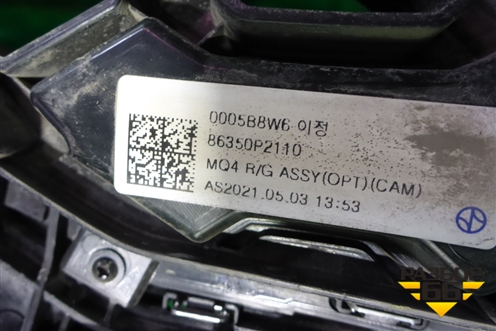 0005B8W6 이정
86350P2110
MQ4 R/G ASSY(OPT)(CAM)
AS2021.05.03 13:53